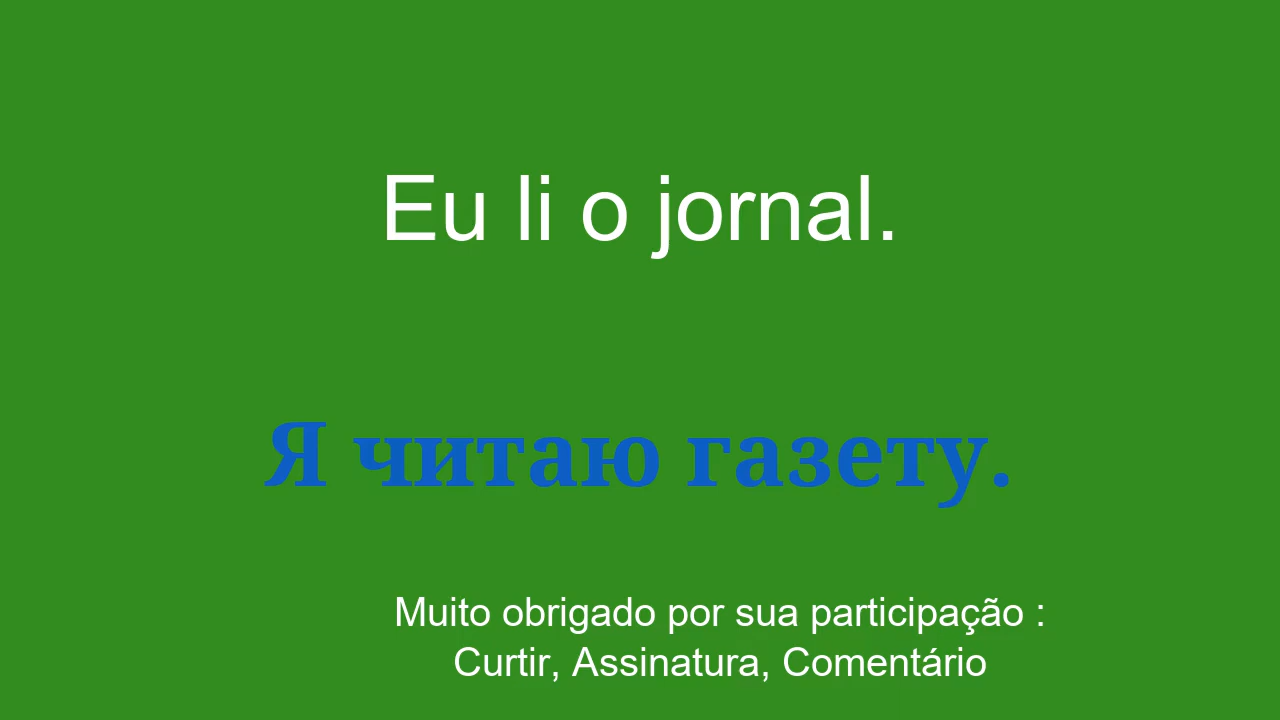 Eu li o jornal.
Я читаю газету.
Muito obrigado por sua participação :
Curtir, Assinatura, Comentário